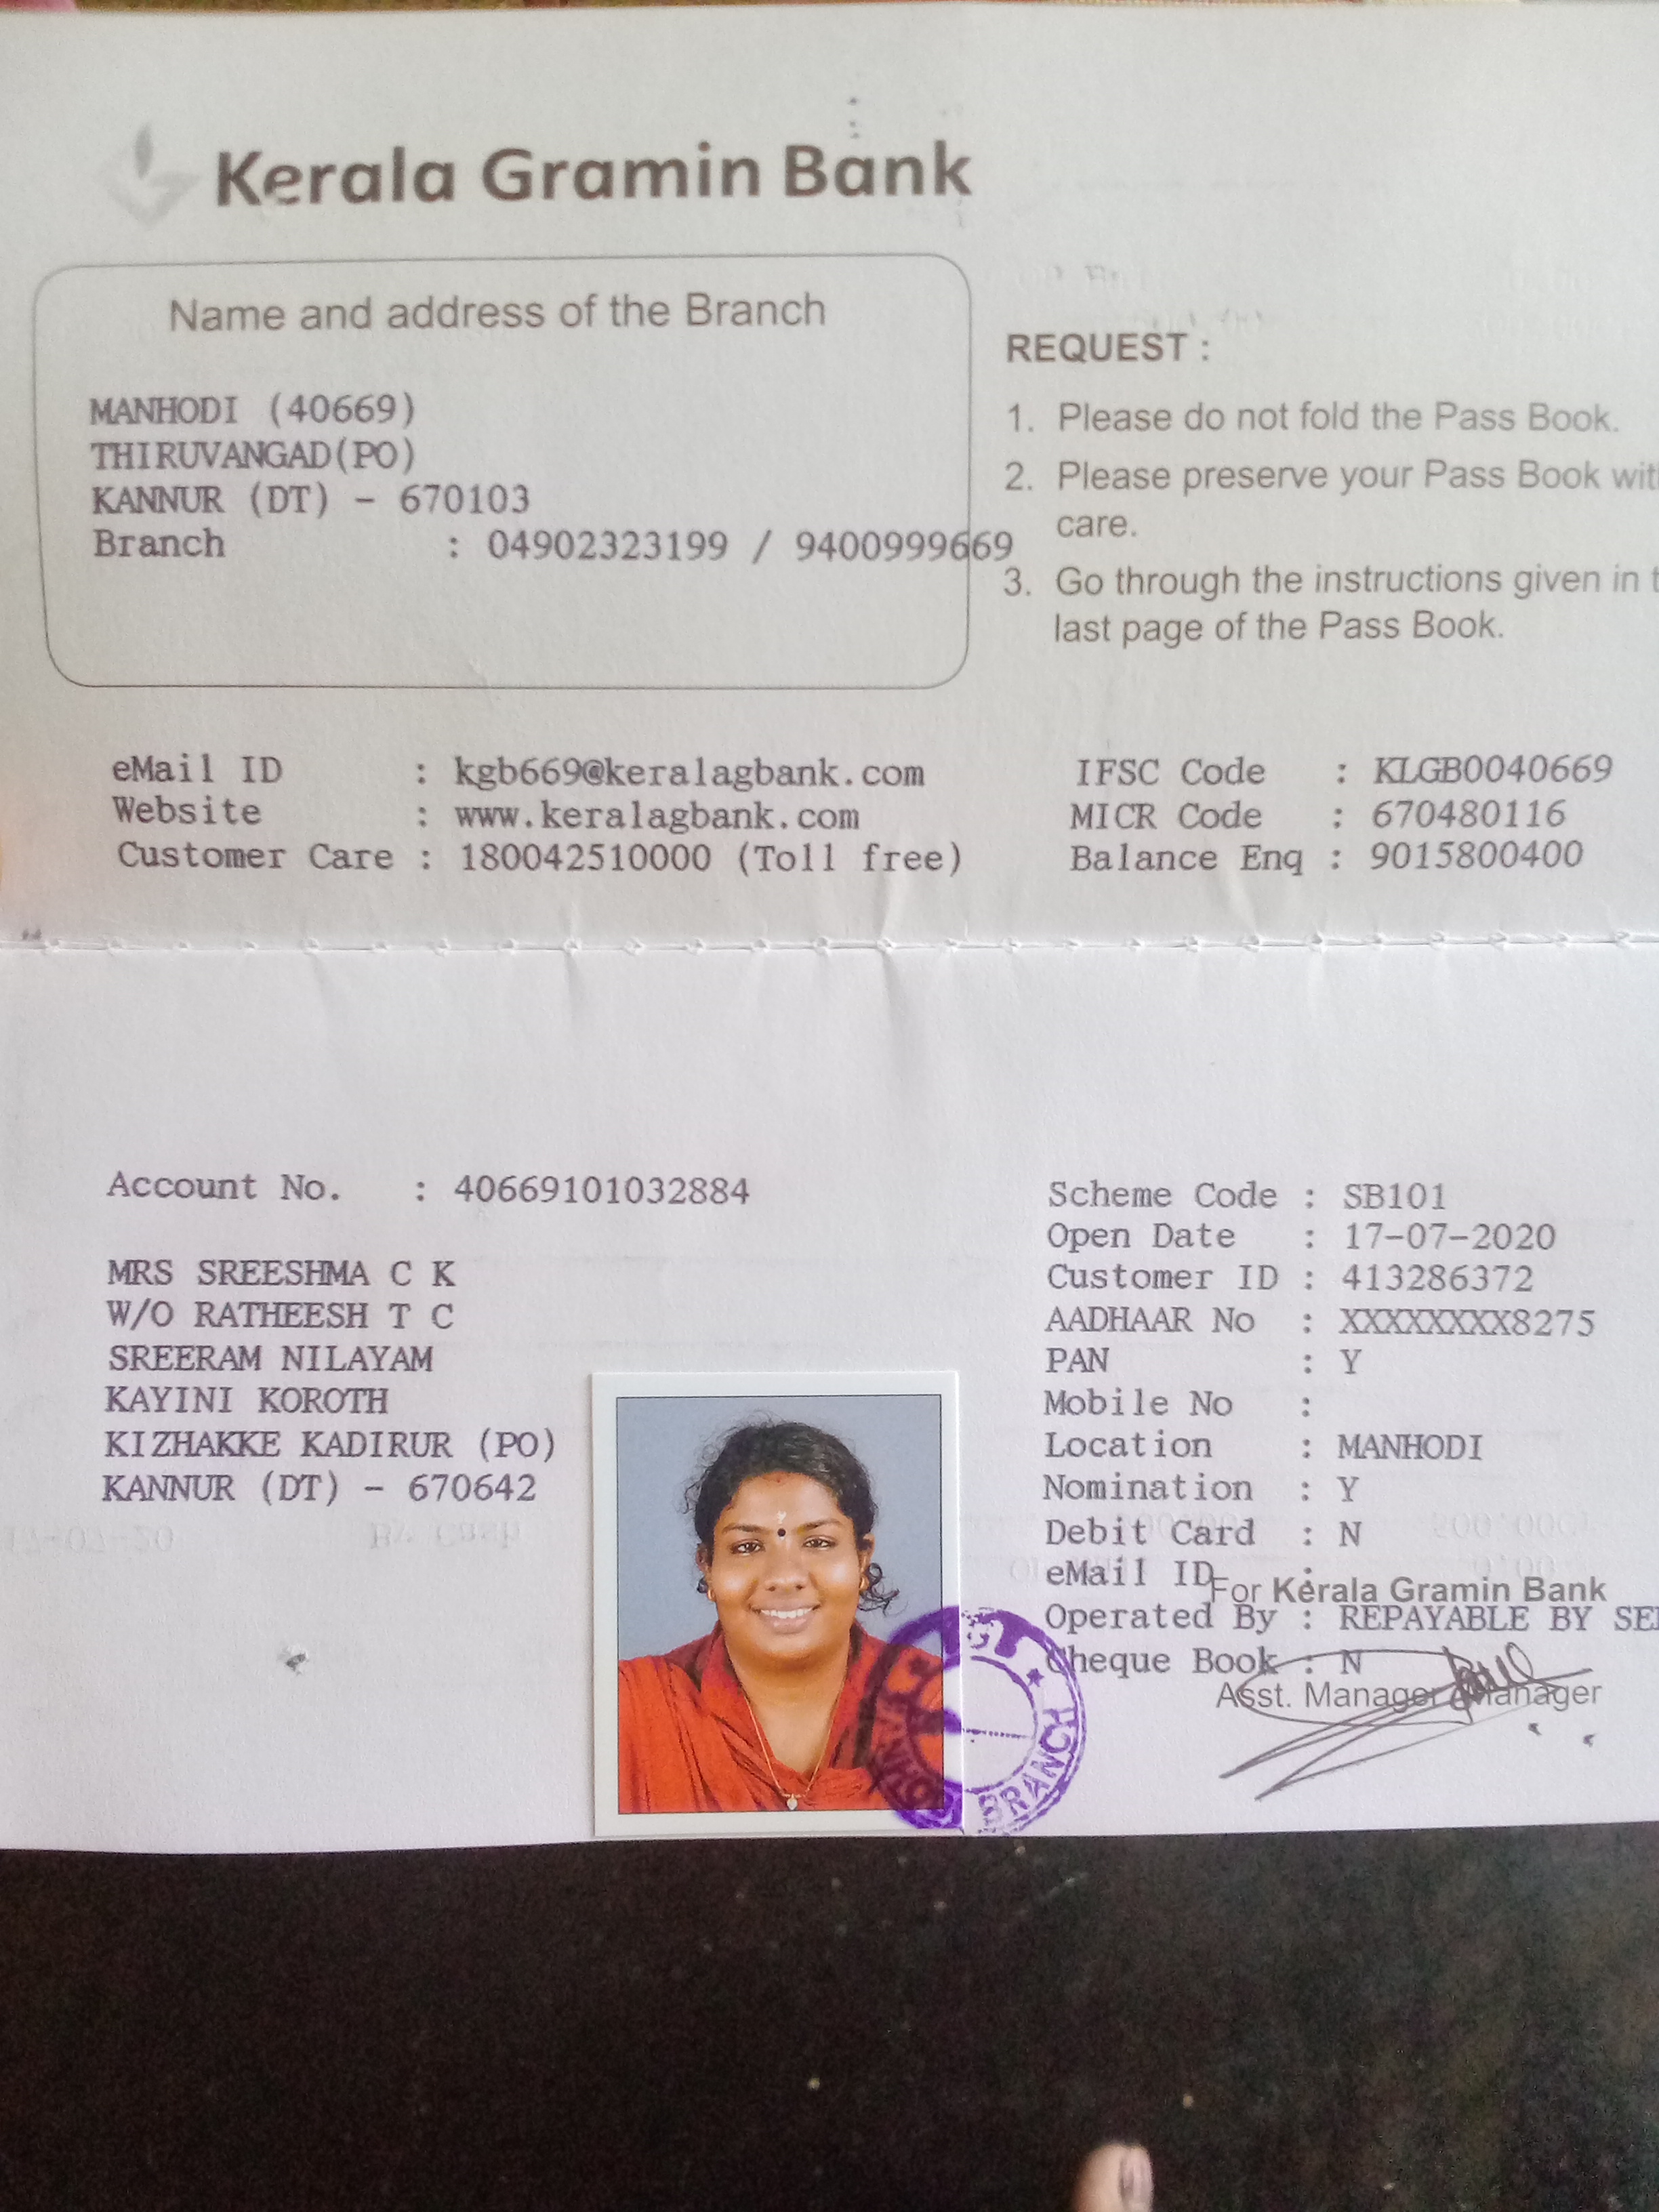 Kerala Gramin Bank
Name and address of the Branch
MANHODI (40669)
THIRUVANGAD(PO)
KANNUR (DT) - 670103
Branch : 04902323199 / 9400999669
REQUEST :
1. Please do not fold the Pass Book.
2. Please preserve your Pass Book wit
care.
3. Go through the instructions given in t
last page of the Pass Book.
eMail ID : kgb669@keralagbank.com
Website : www.keralagbank.com
Customer Care : 180042510000 (Toll free)
IFSC Code : KLGB0040669
MICR Code : 670480116
Balance Enq : 9015800400
Account No. : 40669101032884
MRS SREESHMA C K
W/O RATHEESH T C
SREERAM NILAYAM
KAYINI KOROTH
KIZHAKKE KADIRUR (PO)
KANNUR (DT) - 670642
Scheme Code : SB101
Open Date : 17-07-2020
Customer ID : 413286372
AADHAAR No : XXXXXXXX8275
PAN : Y
Mobile No :
Location : MANHODI
Nomination : Y
Debit Card : N
eMail ID :
For Kerala Gramin Bank
Operated By : REPAYABLE BY SE
Cheque Book : N
Asst. Manager / Manager
BRANCH